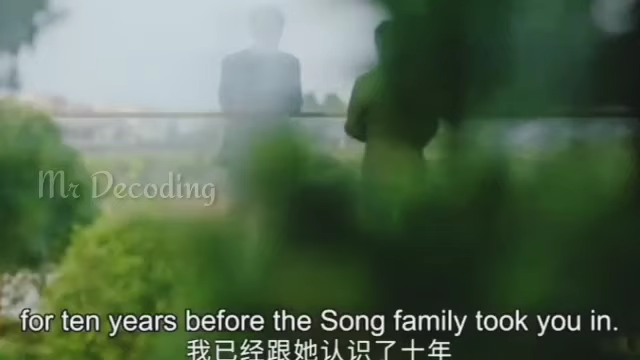 Mr Decoding
for ten years before the Song family took you in.
我已经跟她认识了十年